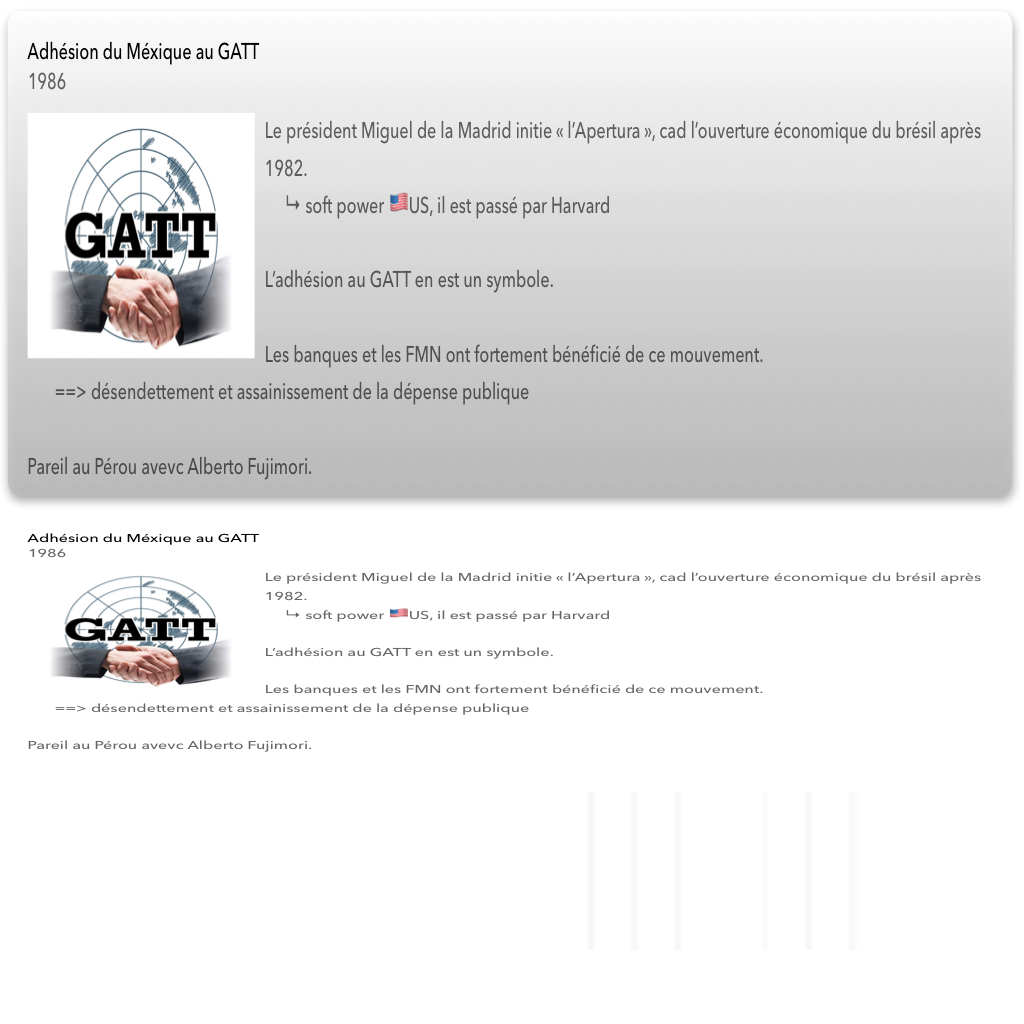 Adhésion du Méxique au GATT
1986
GATT
Le président Miguel de la Madrid initie « l’Apertura », cad l’ouverture économique du brésil après
1982.
↳ soft power 🇺🇸US, il est passé par Harvard
L’adhésion au GATT en est un symbole.
Les banques et les FMN ont fortement bénéficié de ce mouvement.
==> désendettement et assainissement de la dépense publique
Pareil au Pérou avevc Alberto Fujimori.
Adhésion du Méxique au GATT
1986
GATT
Le président Miguel de la Madrid initie « l’Apertura », cad l’ouverture économique du brésil après
1982.
↳ soft power 🇺🇸US, il est passé par Harvard
L’adhésion au GATT en est un symbole.
Les banques et les FMN ont fortement bénéficié de ce mouvement.
==> désendettement et assainissement de la dépense publique
Pareil au Pérou avevc Alberto Fujimori.